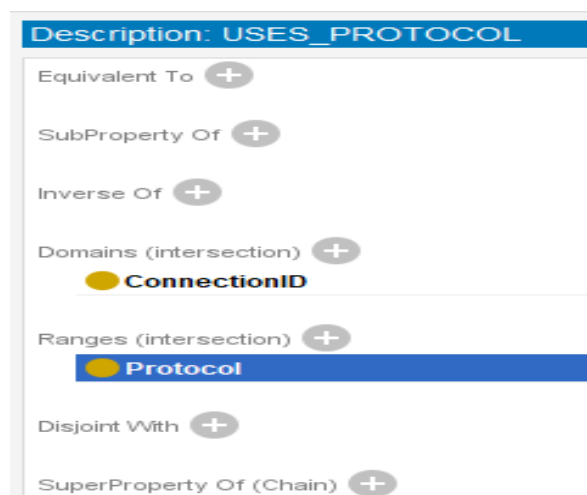 Description: USES_PROTOCOL
Equivalent To
SubProperty Of
Inverse Of
Domains (intersection)
ConnectionID
Ranges (intersection)
Protocol
Disjoint With
SuperProperty Of (Chain)